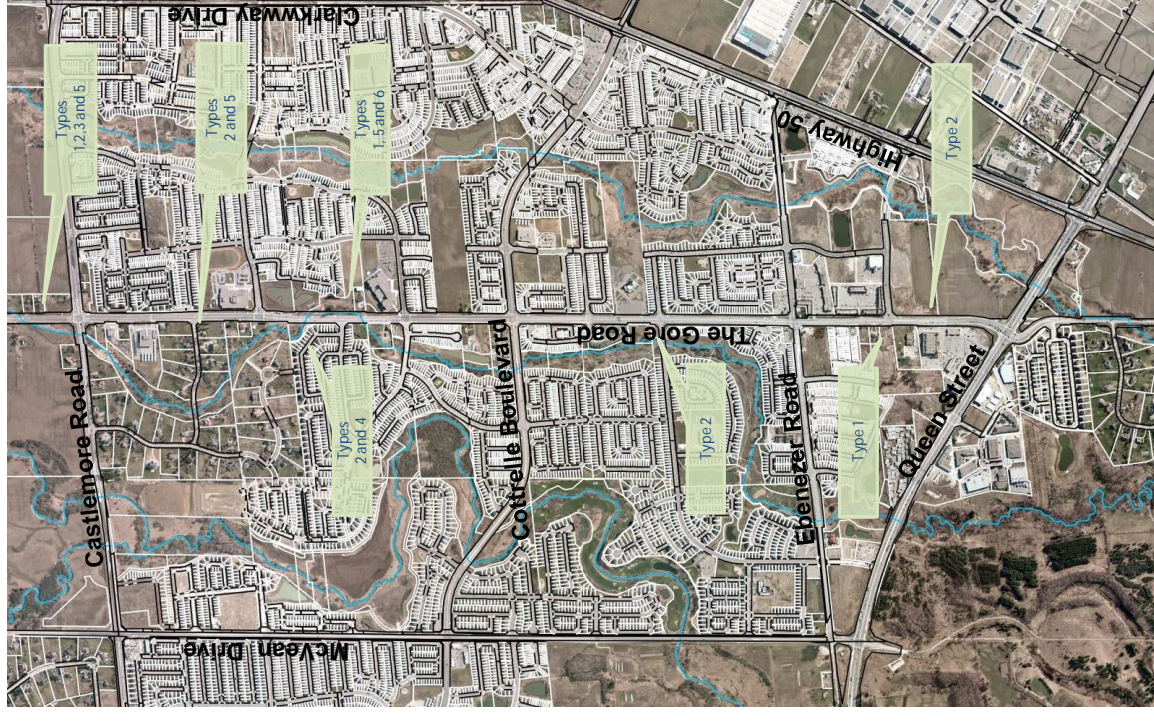 Clarkwway Drive
Types
1,2,3 and 5
Types
2 and 5
Types
1, 5 and 6
Highway 50
Type 2
The Gore Road
Castlemore Road
Cottrelle Boulevard
Ebenezer Road
Queen Street
Types
2 and 4
Type 2
Type 1
McVean Drive